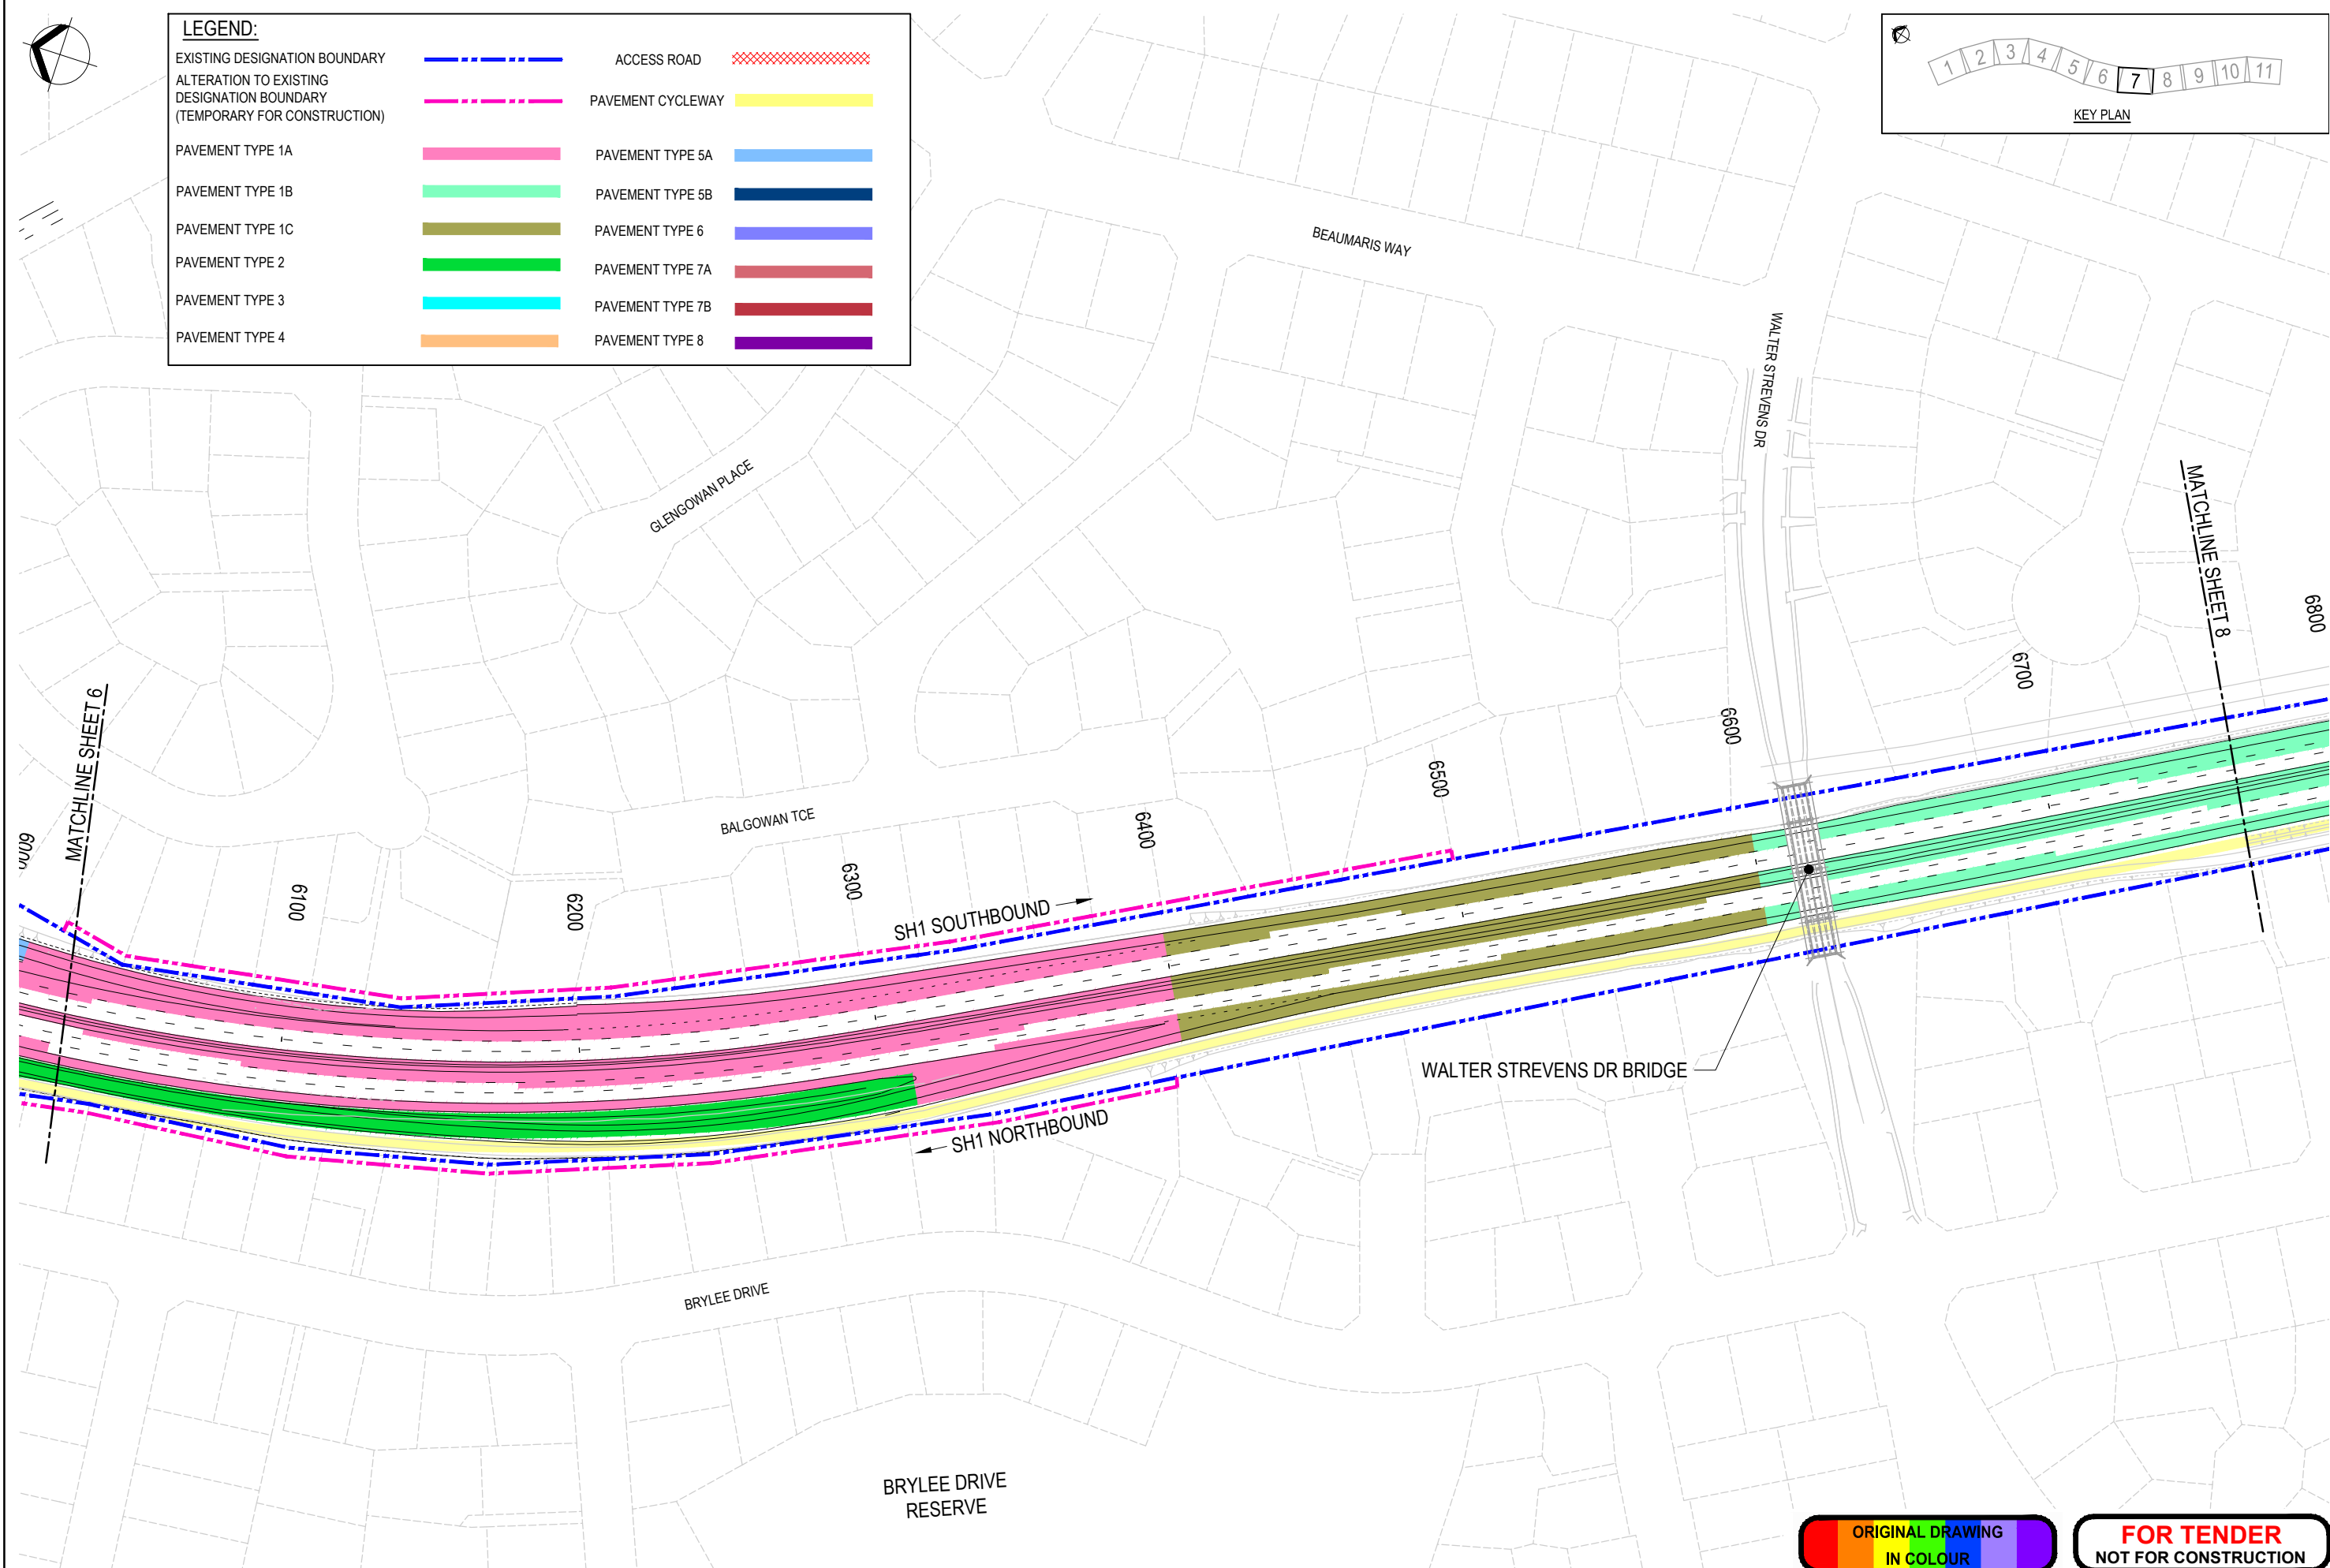 LEGEND:
EXISTING DESIGNATION BOUNDARY
ALTERATION TO EXISTING
DESIGNATION BOUNDARY
(TEMPORARY FOR CONSTRUCTION)
PAVEMENT TYPE 1A
PAVEMENT TYPE 1B
PAVEMENT TYPE 1C
PAVEMENT TYPE 2
PAVEMENT TYPE 3
PAVEMENT TYPE 4
ACCESS ROAD
PAVEMENT CYCLEWAY
PAVEMENT TYPE 5A
PAVEMENT TYPE 5B
PAVEMENT TYPE 6
PAVEMENT TYPE 7A
PAVEMENT TYPE 7B
PAVEMENT TYPE 8
1 2 3 4 5 6 7 8 9 10 11
KEY PLAN
BEAUMARIS WAY
WALTER STREVENS DR
GLENGOWAN PLACE
MATCHLINE SHEET 8
6800
6700
6600
6500
6400
6300
6200
6100
6000
MATCHLINE SHEET 6
BALGOWAN TCE
SH1 SOUTHBOUND
WALTER STREVENS DR BRIDGE
SH1 NORTHBOUND
BRYLEE DRIVE
BRYLEE DRIVE
RESERVE
ORIGINAL DRAWING
IN COLOUR
FOR TENDER
NOT FOR CONSTRUCTION